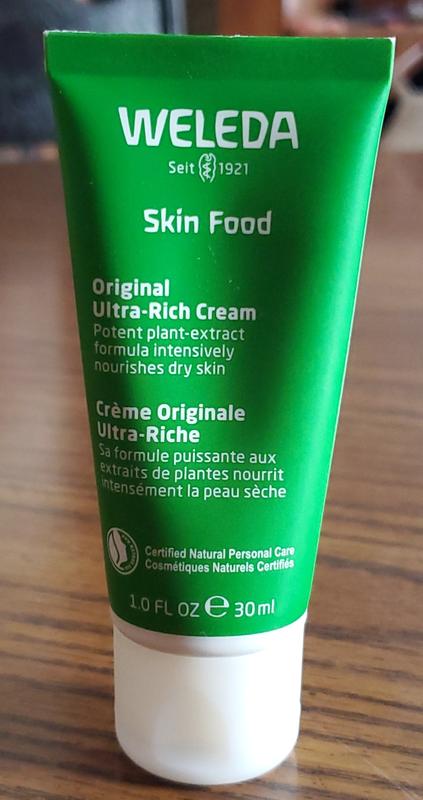 WELEDA
Seit 1921
Skin Food
Original
Ultra-Rich Cream
Potent plant-extract
formula intensively
nourishes dry skin
Crème Originale
Ultra-Riche
Sa formule puissante aux
extraits de plantes nourrit
intensément la peau sèche
Certified Natural Personal Care
Cosmétiques Naturels Certifiés
1.0 FL OZ ℮ 30 ml